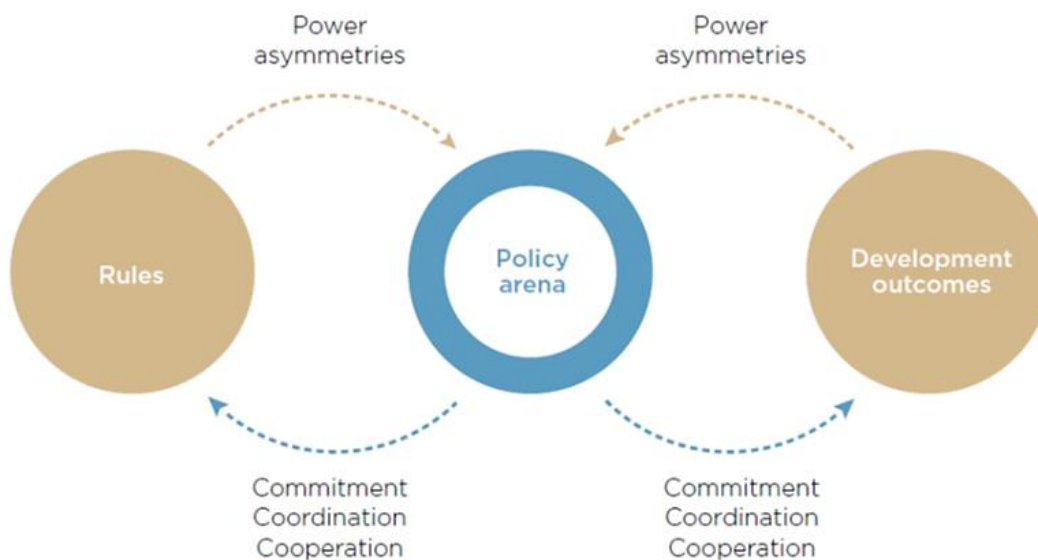 Power
asymmetries
Power
asymmetries
Rules
Policy
arena
Development
outcomes
Commitment
Coordination
Cooperation
Commitment
Coordination
Cooperation